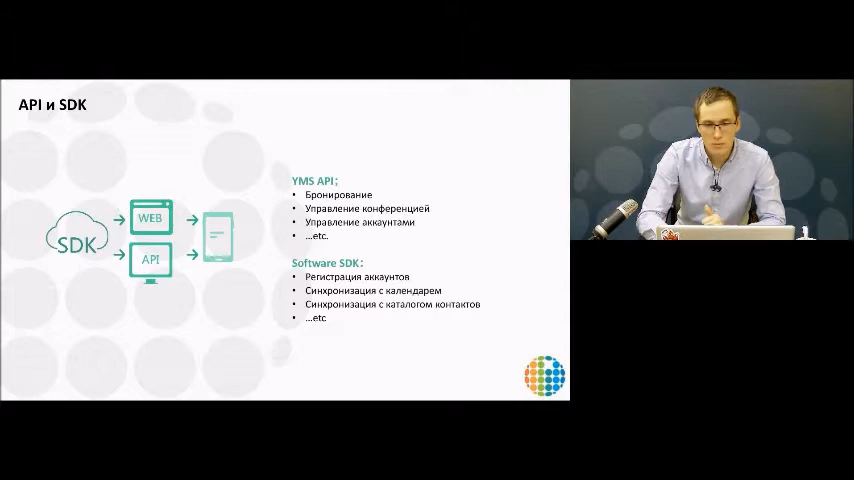 API и SDK
SDK
WEB
API
YMS API;
• Бронирование
• Управление конференцией
• Управление аккаунтами
• ...etc.
Software SDK:
• Регистрация аккаунтов
• Синхронизация с календарем
• Синхронизация с каталогом контактов
• ...etc